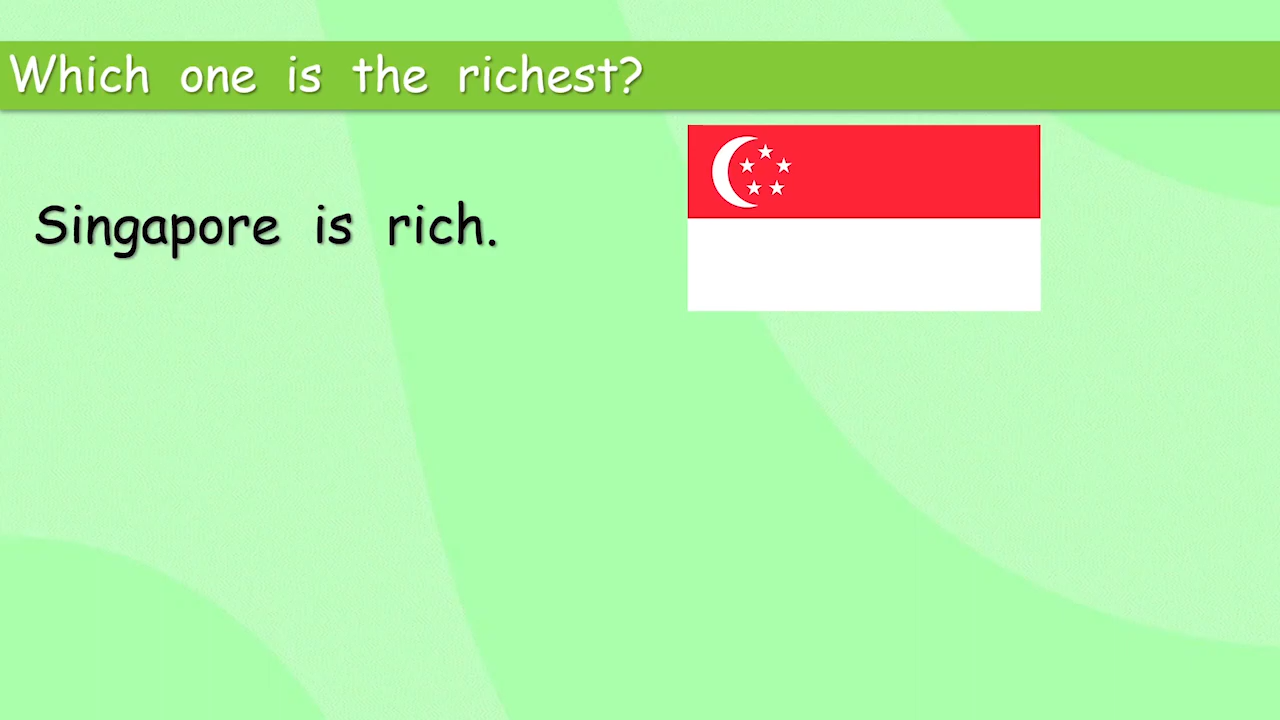 Which one is the richest?
Singapore is rich.